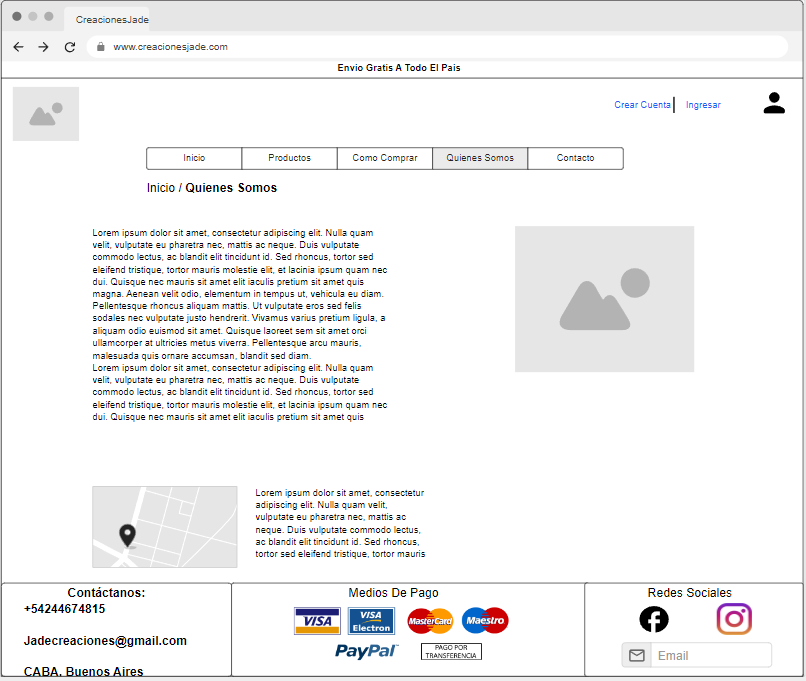 CreacionesJade
www.creacionesjade.com
Envio Gratis A Todo El Pais
Crear Cuenta
Ingresar
Inicio
Productos
Como Comprar
Quienes Somos
Contacto
Inicio / Quienes Somos
Lorem ipsum dolor sit amet, consectetur adipiscing elit. Nulla quam
velit, vulputate eu pharetra nec, mattis ac neque. Duis vulputate
commodo lectus, ac blandit elit tincidunt id. Sed rhoncus, tortor sed
eleifend tristique, tortor mauris molestie elit, et lacinia ipsum quam nec
dui. Quisque nec mauris sit amet elit iaculis pretium sit amet quis
magna. Aenean velit odio, elementum in tempus ut, vehicula eu diam.
Pellentesque rhoncus aliquam mattis. Ut vulputate eros sed felis
sodales nec vulputate justo hendrerit. Vivamus varius pretium ligula, a
aliquam odio euismod sit amet. Quisque laoreet sem sit amet orci
ullamcorper at ultricies metus viverra. Pellentesque arcu mauris,
malesuada quis ornare accumsan, blandit sed diam.
Lorem ipsum dolor sit amet, consectetur adipiscing elit. Nulla quam
velit, vulputate eu pharetra nec, mattis ac neque. Duis vulputate
commodo lectus, ac blandit elit tincidunt id. Sed rhoncus, tortor sed
eleifend tristique, tortor mauris molestie elit, et lacinia ipsum quam nec
dui. Quisque nec mauris sit amet elit iaculis pretium sit amet quis
Lorem ipsum dolor sit amet, consectetur
adipiscing elit. Nulla quam velit,
vulputate eu pharetra nec, mattis ac
neque. Duis vulputate commodo lectus,
ac blandit elit tincidunt id. Sed rhoncus,
tortor sed eleifend tristique, tortor mauris
Contáctanos:
+54244674815
Jadecreaciones@gmail.com
CABA, Buenos Aires
Medios De Pago
VISA
VISA
Electron
MasterCard
Maestro
PayPal
PAGO POR
TRANSFERENCIA
Redes Sociales
Email